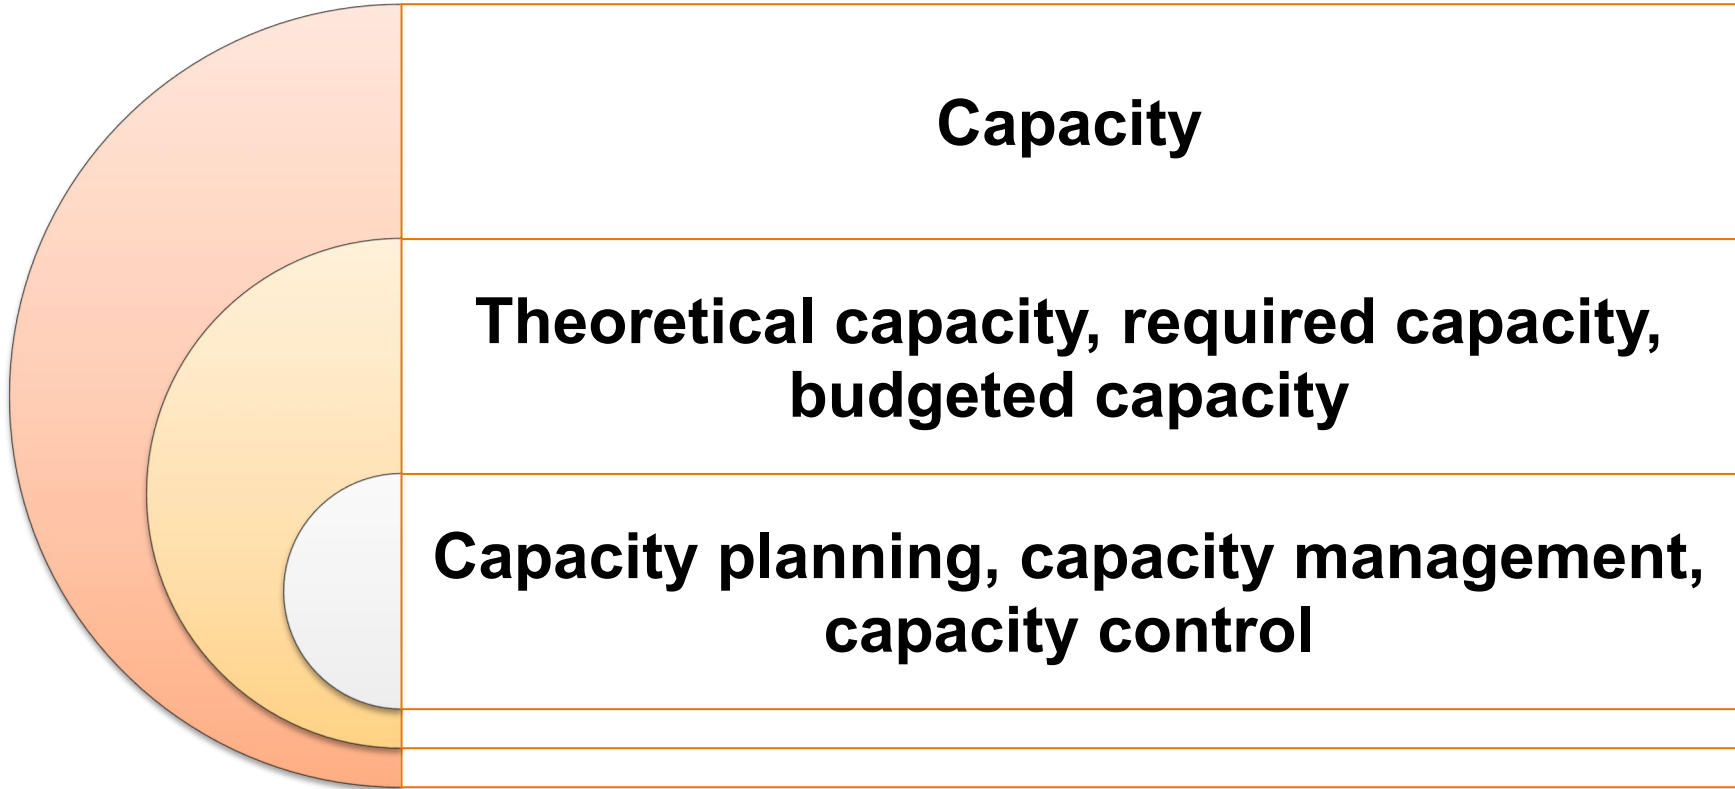 Capacity
Theoretical capacity, required capacity,
budgeted capacity
Capacity planning, capacity management,
capacity control